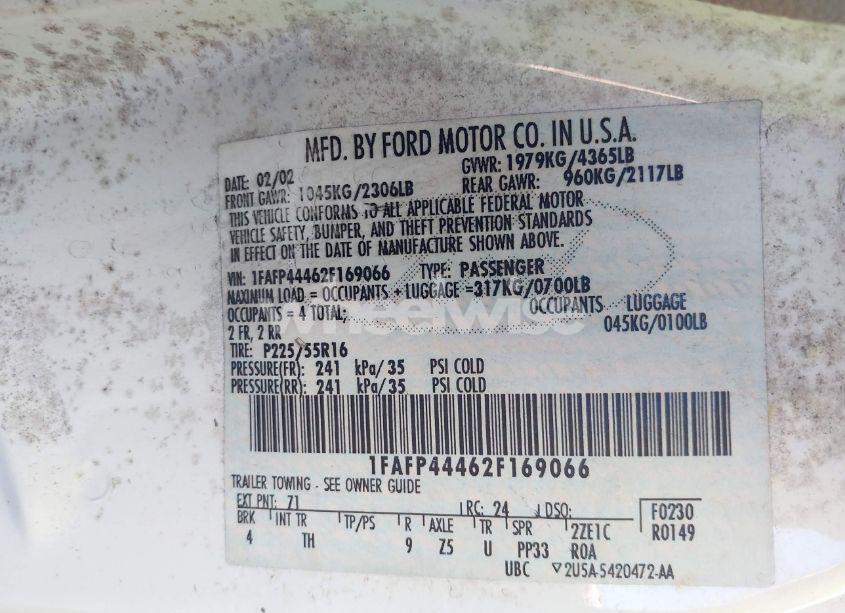 MFD. BY FORD MOTOR CO. IN U.S.A.
DATE: 02/02 GVWR: 1979KG/4365LB
FRONT GAWR: 1045KG/2306LB REAR GAWR: 960KG/2117LB
THIS VEHICLE CONFORMS TO ALL APPLICABLE FEDERAL MOTOR
VEHICLE SAFETY, BUMPER, AND THEFT PREVENTION STANDARDS
IN EFFECT ON THE DATE OF MANUFACTURE SHOWN ABOVE.
VIN: 1FAFP44462F169066 TYPE: PASSENGER
MAXIMUM LOAD = OCCUPANTS + LUGGAGE =317KG/0700LB
OCCUPANTS = 4 TOTAL; OCCUPANTS LUGGAGE
2 FR, 2 RR 045KG/0100LB
wheelwise
TIRE: P225/55R16
PRESSURE(FR): 241 kPa/35 PSI COLD
PRESSURE(RR): 241 kPa/35 PSI COLD
1FAFP44462F169066
TRAILER TOWING - SEE OWNER GUIDE
EXT PNT: 71 RC: 24 DSO: F0230
BRK INT TR TP/PS R AXLE TR SPR 2ZE1C R0149
4 TH 9 Z5 U PP33 ROA
UBC ▽2U5A-5420472-AA